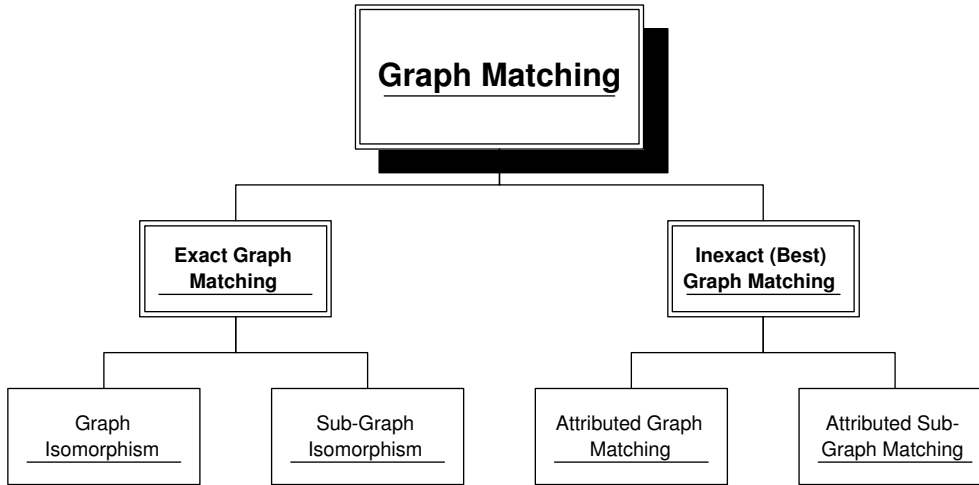 Graph Matching
Exact Graph
Matching
Inexact (Best)
Graph Matching
Graph
Isomorphism
Sub-Graph
Isomorphism
Attributed Graph
Matching
Attributed Sub-
Graph Matching